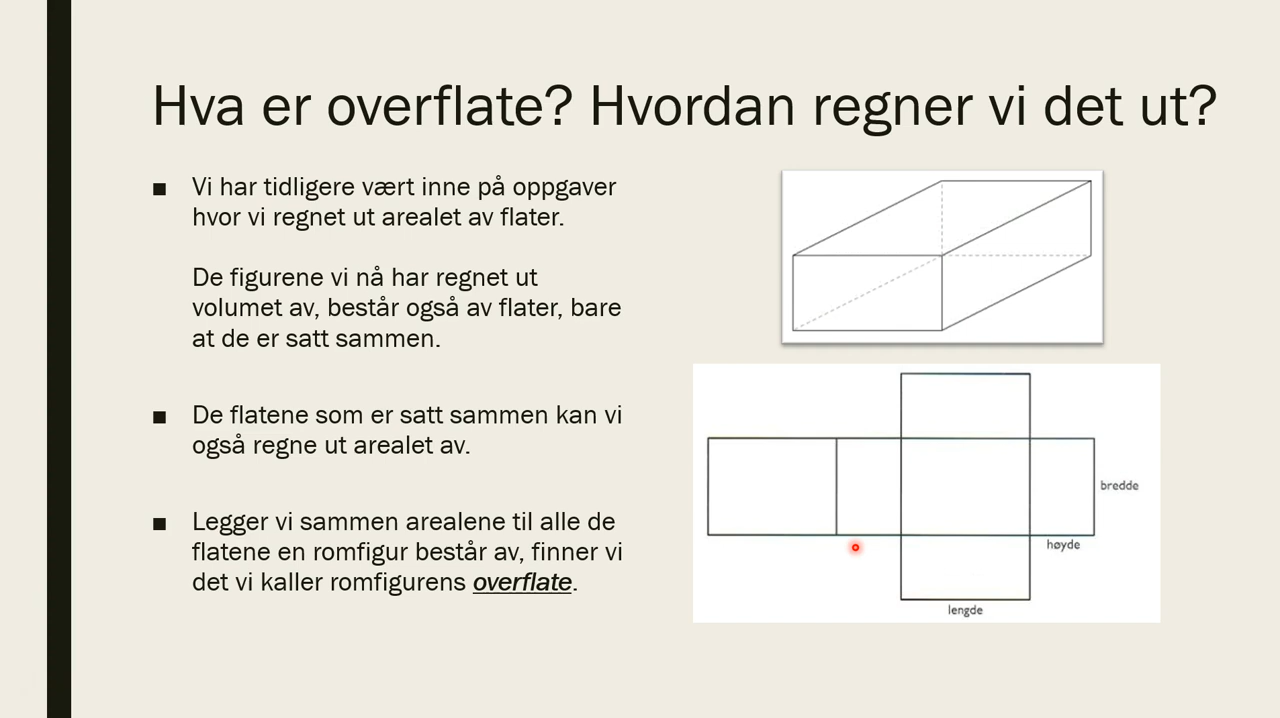 Hva er overflate? Hvordan regner vi det ut?
■ Vi har tidligere vært inne på oppgaver
hvor vi regnet ut arealet av flater.
De figurene vi nå har regnet ut
volumet av, består også av flater, bare
at de er satt sammen.
■ De flatene som er satt sammen kan vi
også regne ut arealet av.
■ Legger vi sammen arealene til alle de
flatene en romfigur består av, finner vi
det vi kaller romfigurens overflate.
bredde
høyde
lengde